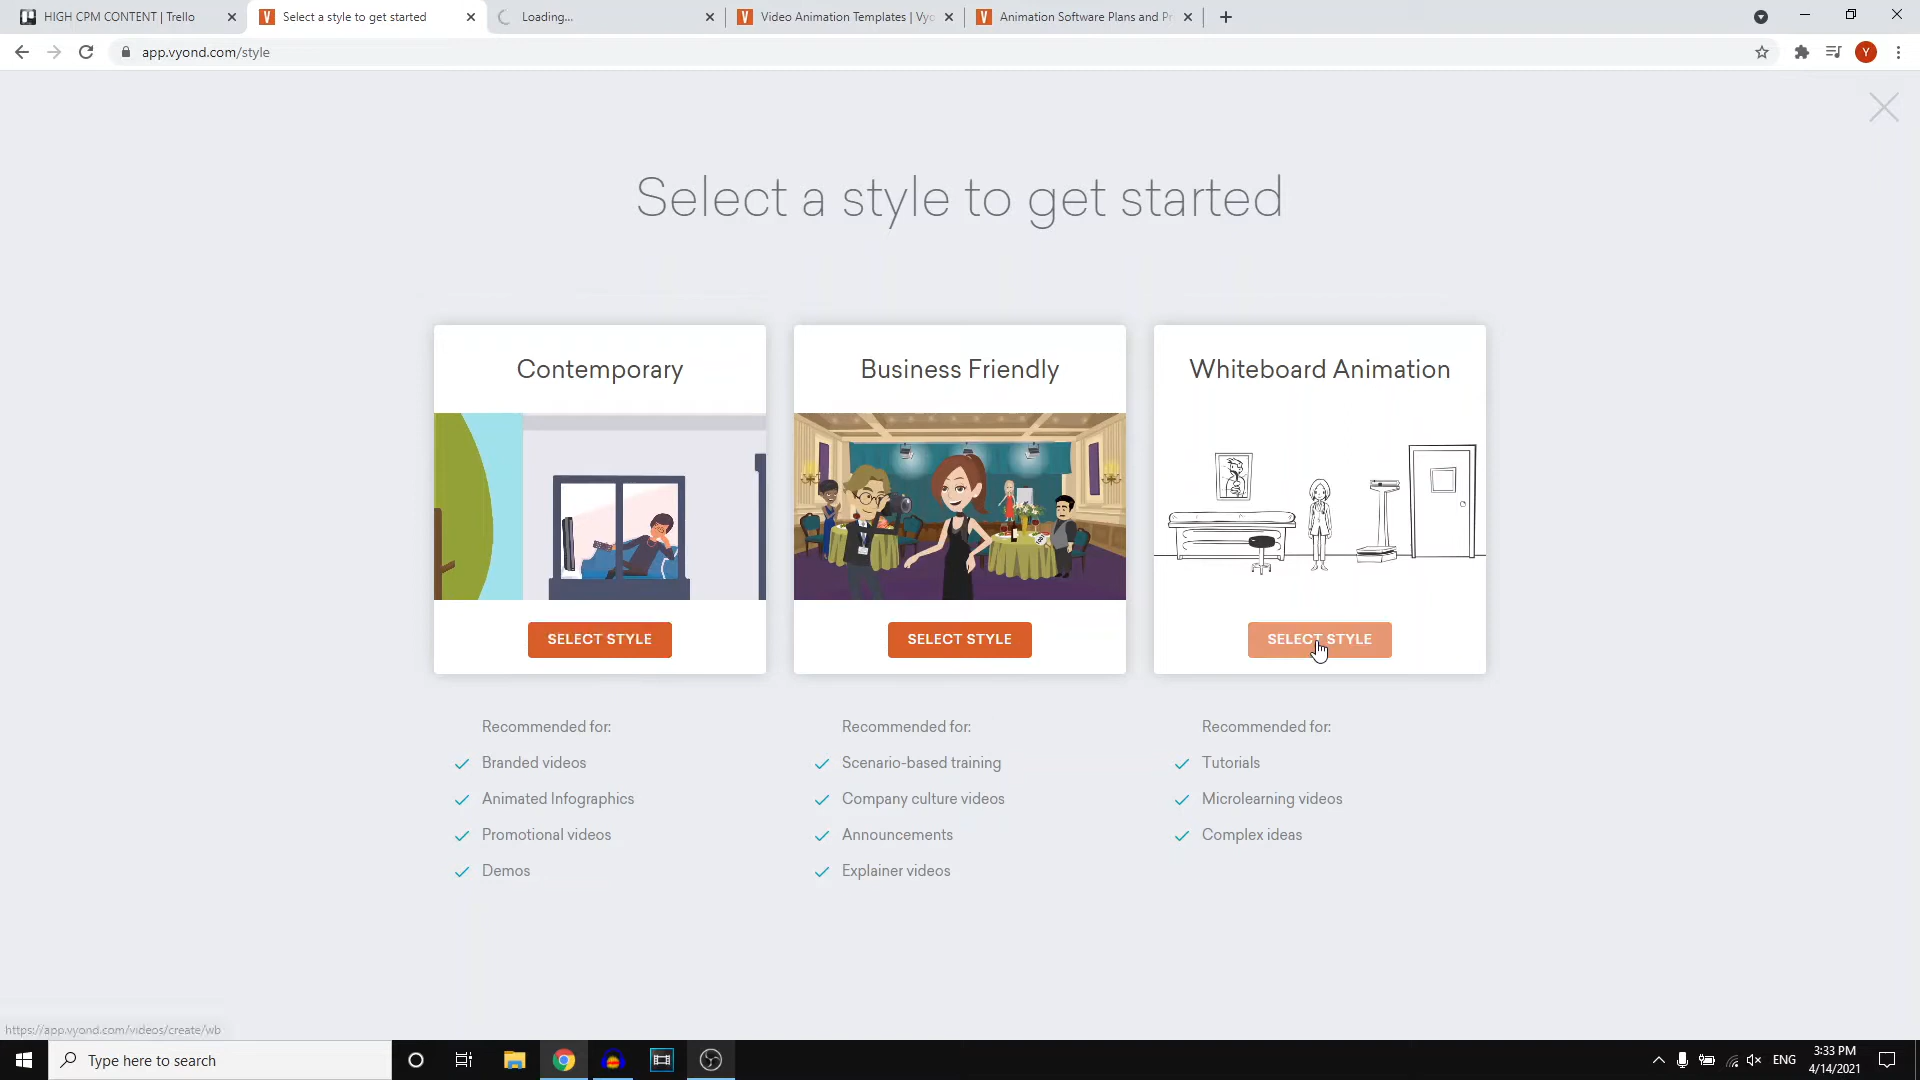 HIGH CPM CONTENT | Trello
Select a style to get started
Loading...
Video Animation Templates | Vyo
Animation Software Plans and Pr
app.vyond.com/style
Y
Select a style to get started
Contemporary
Business Friendly
Whiteboard Animation
SELECT STYLE
SELECT STYLE
SELECT STYLE
Recommended for:
Branded videos
Animated Infographics
Promotional videos
Demos
Recommended for:
Scenario-based training
Company culture videos
Announcements
Explainer videos
Recommended for:
Tutorials
Microlearning videos
Complex ideas
https://app.vyond.com/videos/create/wb
Type here to search
ENG
3:33 PM
4/14/2021